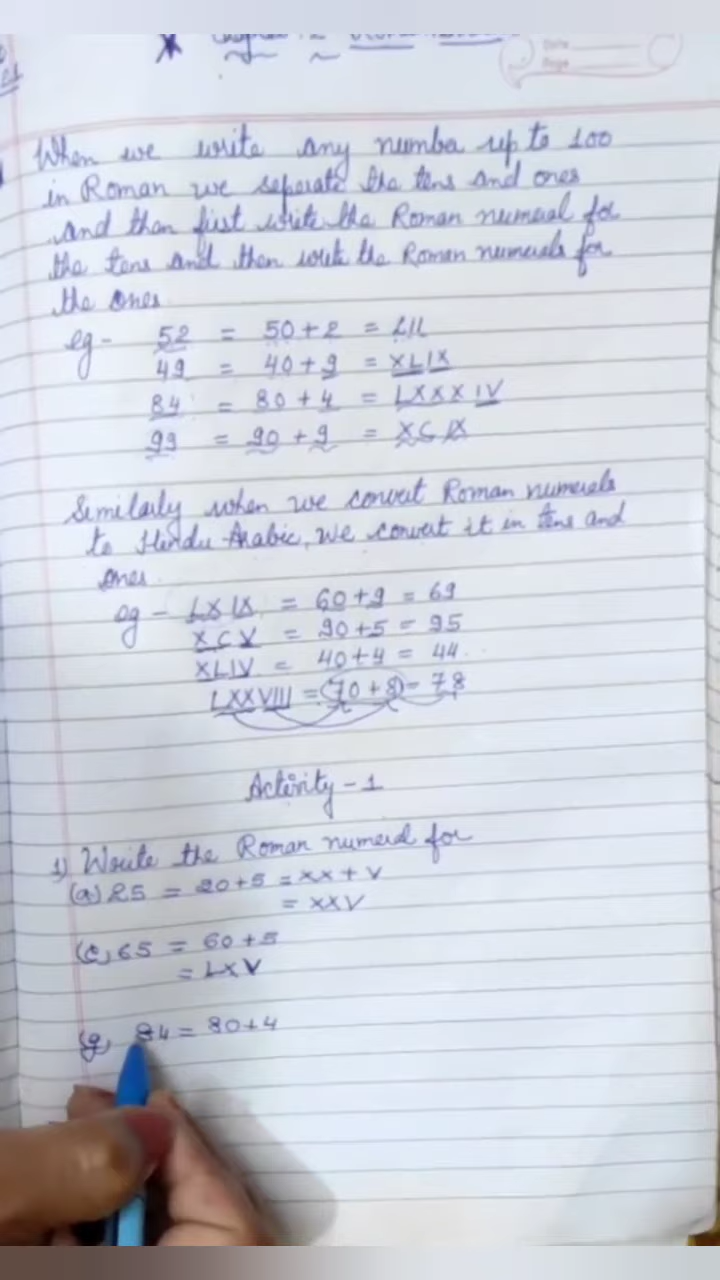 Date
Page
When we write any number up to 100
in Roman we seperate the tens and ones
and then first write the Roman numeral for
the tens and then write the Roman numerals for
the ones
eg- 52 = 50+2 = LII
49 = 40+9 = XLIX
84 = 80+4 = LXXXIV
99 = 90+9 = XCIX
Similarly when we convert Roman numerals
to Hindu-Arabic, we convert it in tens and
ones.
eg- LXIX = 60+9 = 69
XCV = 90+5 = 95
XLIV = 40+4 = 44
LXXVIII = (70+8) = 78
Activity-1
1) Write the Roman numeral for
(a) 25 = 20+5 = XX+V
= XXV
(c) 65 = 60+5
= LXV
(g) 84 = 80+4